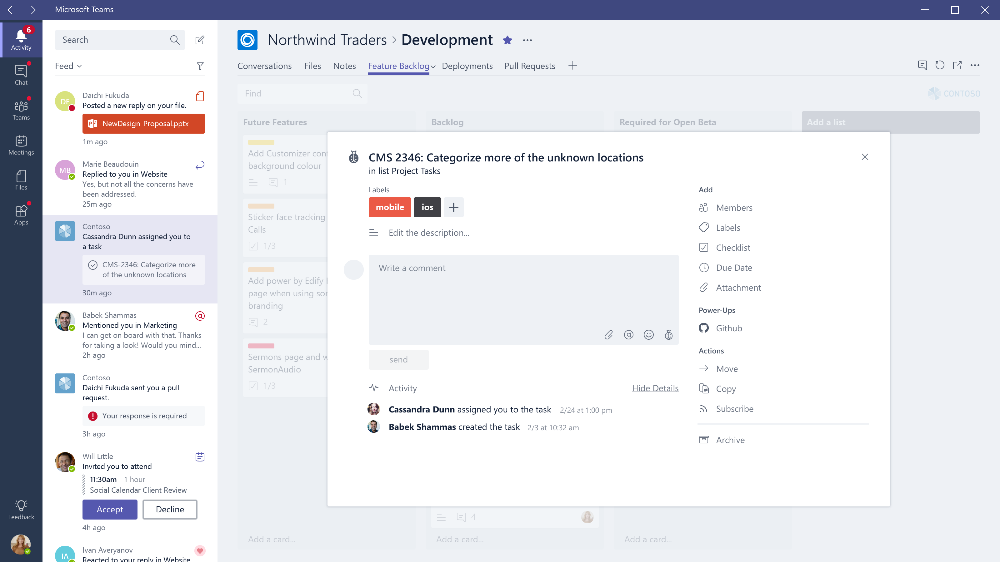 Microsoft Teams
6
Activity
Chat
Teams
Meetings
Files
Apps
Feedback
Search
Feed
DF
Daichi Fukuda
Posted a new reply on your file.
NewDesign-Proposal.pptx
1m ago
MB
Marie Beaudouin
Replied to you in Website
Yes, but not all the concerns have
been addressed.
25m ago
Contoso
Cassandra Dunn assigned you to
a task
CMS-2346: Categorize more
of the unknown locations
30m ago
Babek Shammas
Mentioned you in Marketing
I can get on board with that. Thanks
for taking a look! Would you mind...
2h ago
Contoso
Daichi Fukuda sent you a pull
request.
Your response is required
3h ago
Will Little
Invited you to attend
11:30am 1 hour
Social Calendar Client Review
Accept Decline
4h ago
IA
Ivan Averyanov
Reacted to your reply in Website
Northwind Traders > Development
Conversations Files Notes Feature Backlog Deployments Pull Requests
Find
CONTOSO
Future Features
Add Customizer
background colour
1
Sticker face tracking
Calls
1/3
Add power by Edify
page when using
branding
2
Sermons page and
SermonAudio
1/3
Add a card...
Backlog
4
Add a card...
Required for Open Beta
Add a card...
Add a list
CMS 2346: Categorize more of the unknown locations
in list Project Tasks
Labels
mobile ios
Edit the description...
Write a comment
send
Activity Hide Details
Cassandra Dunn assigned you to the task 2/24 at 1:00 pm
Babek Shammas created the task 2/3 at 10:32 am
Add
Members
Labels
Checklist
Due Date
Attachment
Power-Ups
Github
Actions
Move
Copy
Subscribe
Archive